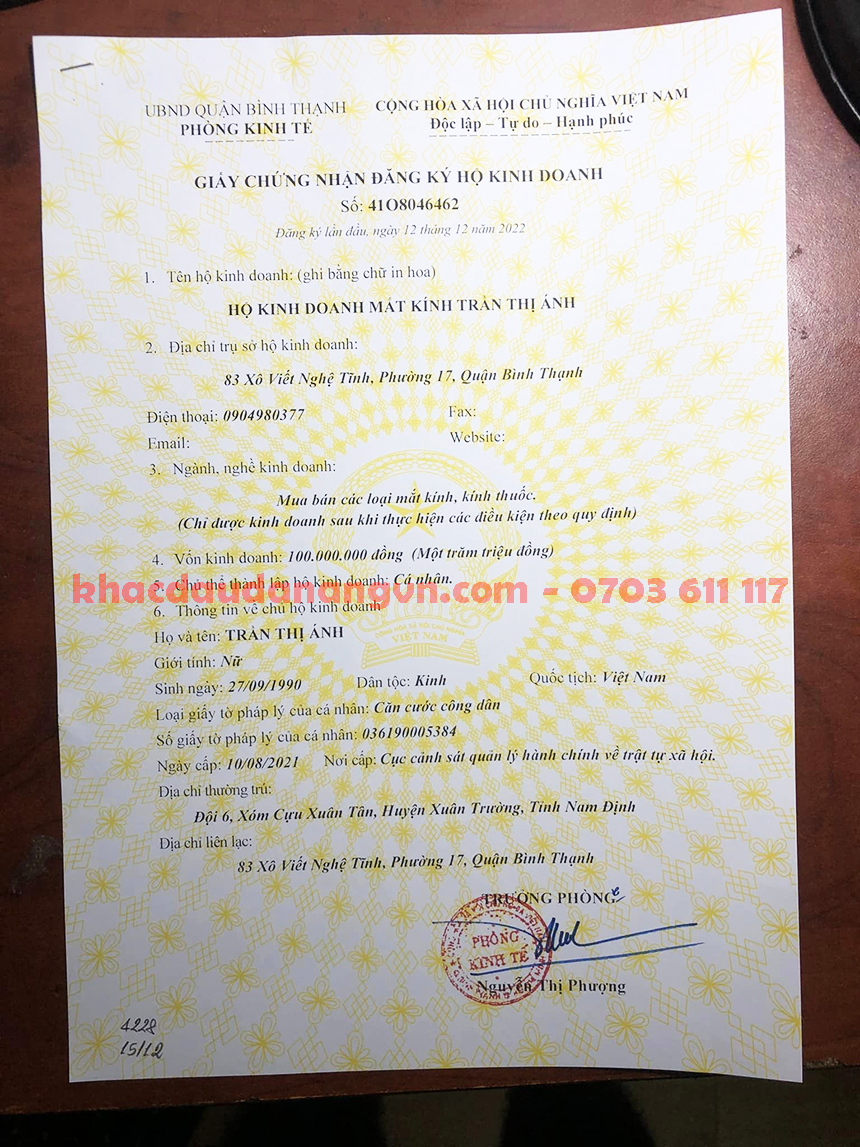 UBND QUẬN BÌNH THẠNH
PHÒNG KINH TẾ
CỘNG HÒA XÃ HỘI CHỦ NGHĨA VIỆT NAM
Độc lập – Tự do – Hạnh phúc
GIẤY CHỨNG NHẬN ĐĂNG KÝ HỘ KINH DOANH
Số: 41O8046462
Đăng ký lần đầu, ngày 12 tháng 12 năm 2022
1. Tên hộ kinh doanh: (ghi bằng chữ in hoa)
HỘ KINH DOANH MẮT KÍNH TRẦN THỊ ÁNH
2. Địa chỉ trụ sở hộ kinh doanh:
83 Xô Viết Nghệ Tĩnh, Phường 17, Quận Bình Thạnh
Điện thoại: 0904980377 Fax:
Email: Website:
3. Ngành, nghề kinh doanh:
Mua bán các loại mắt kính, kính thuốc.
(Chỉ được kinh doanh sau khi thực hiện các điều kiện theo quy định)
4. Vốn kinh doanh: 100.000.000 đồng (Một trăm triệu đồng)
5. Chủ thể thành lập hộ kinh doanh: Cá nhân.
khacdaudanangvn.com - 0703 611 117
6. Thông tin về chủ hộ kinh doanh
Họ và tên: TRẦN THỊ ÁNH
VIỆT NAM
Giới tính: Nữ
Sinh ngày: 27/09/1990 Dân tộc: Kinh Quốc tịch: Việt Nam
Loại giấy tờ pháp lý của cá nhân: Căn cước công dân
Số giấy tờ pháp lý của cá nhân: 036190005384
Ngày cấp: 10/08/2021 Nơi cấp: Cục cảnh sát quản lý hành chính về trật tự xã hội.
Địa chỉ thường trú:
Đội 6, Xóm Cựu Xuân Tân, Huyện Xuân Trường, Tỉnh Nam Định
Địa chỉ liên lạc:
83 Xô Viết Nghệ Tĩnh, Phường 17, Quận Bình Thạnh
TRƯỞNG PHÒNG
PHÒNG
KINH TẾ
Nguyễn Thị Phượng
4228
15/12